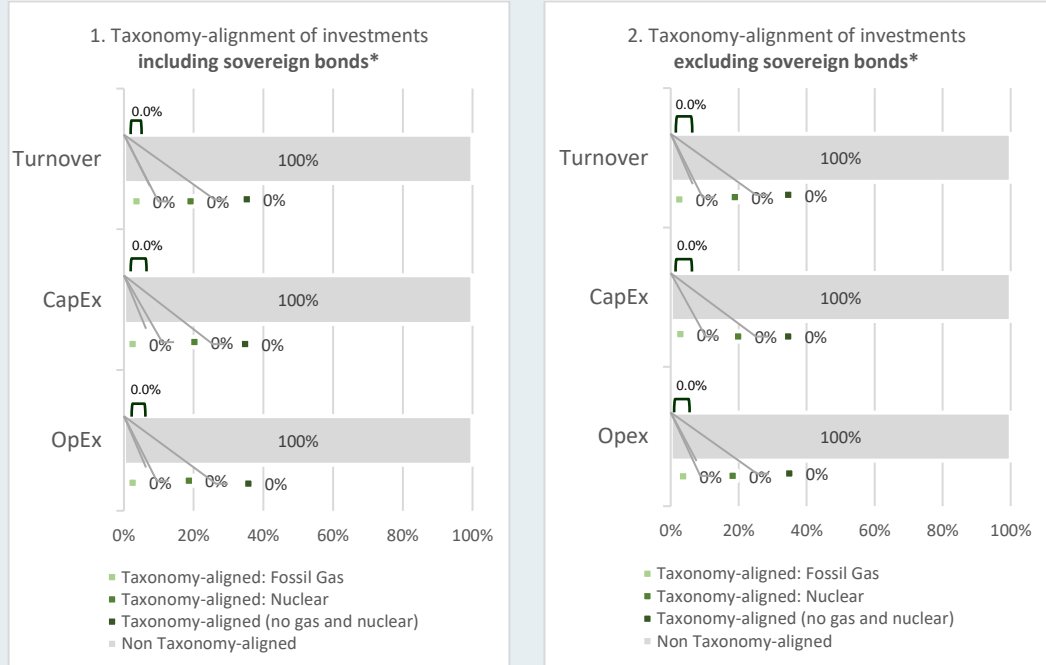 1. Taxonomy-alignment of investments
including sovereign bonds*
0.0%
Turnover
100%
0% 0% 0%
0.0%
CapEx
100%
0% 0% 0%
0.0%
OpEx
100%
0% 0% 0%
0% 20% 40% 60% 80% 100%
Taxonomy-aligned: Fossil Gas
Taxonomy-aligned: Nuclear
Taxonomy-aligned (no gas and nuclear)
Non Taxonomy-aligned
2. Taxonomy-alignment of investments
excluding sovereign bonds*
0.0%
Turnover
100%
0% 0% 0%
0.0%
CapEx
100%
0% 0% 0%
0.0%
Opex
100%
0% 0% 0%
0% 20% 40% 60% 80% 100%
Taxonomy-aligned: Fossil Gas
Taxonomy-aligned: Nuclear
Taxonomy-aligned (no gas and nuclear)
Non Taxonomy-aligned